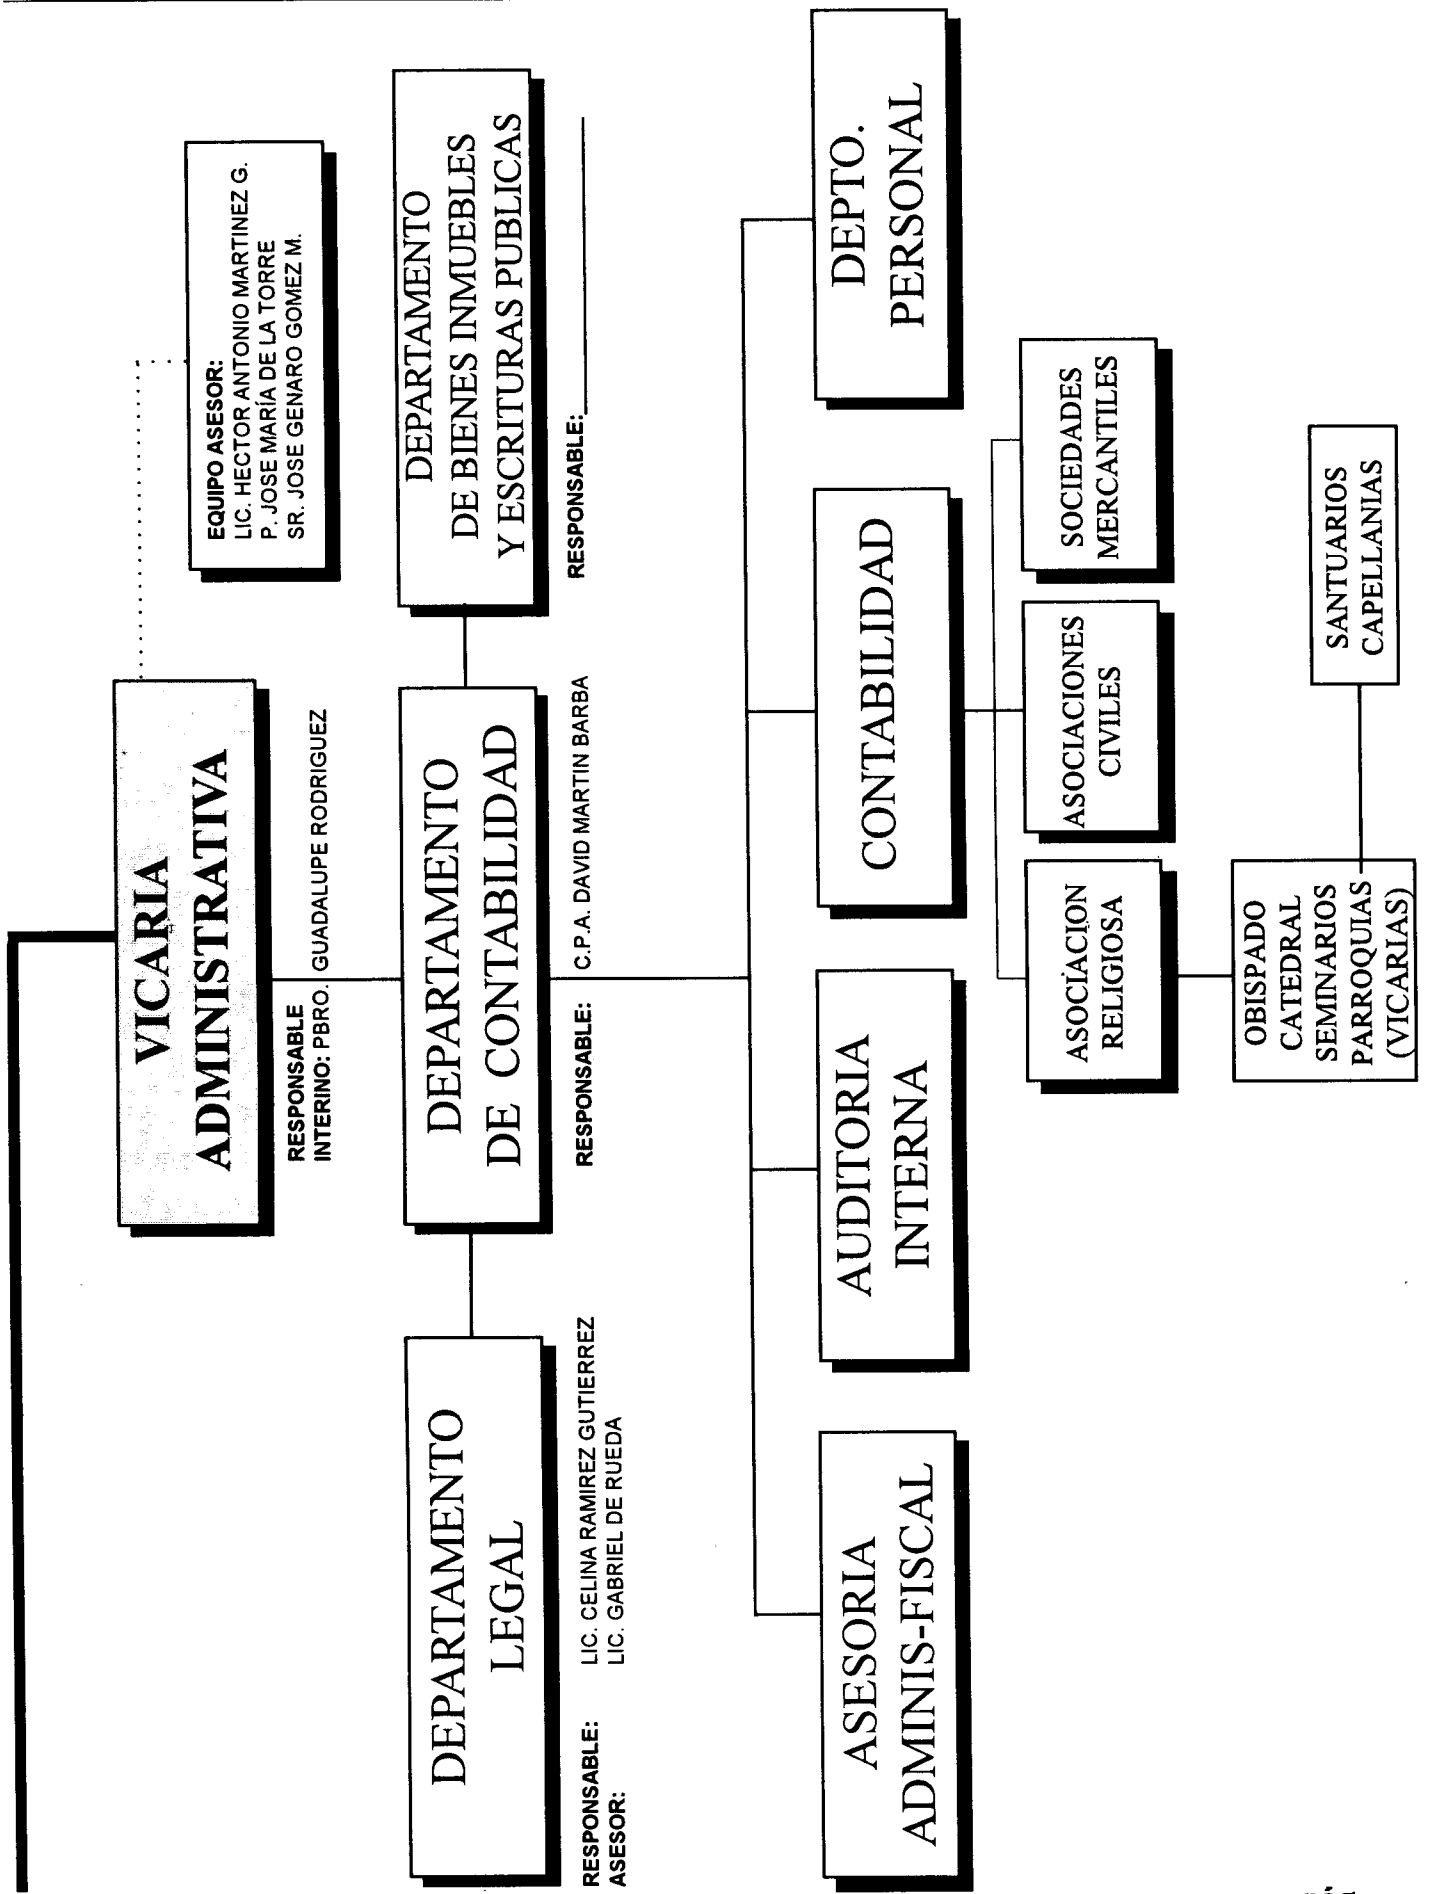 VICARIA
ADMINISTRATIVA
RESPONSABLE
INTERINO: PBRO. GUADALUPE RODRIGUEZ
EQUIPO ASESOR:
LIC. HECTOR ANTONIO MARTINEZ G.
P. JOSE MARÍA DE LA TORRE
SR. JOSE GENARO GOMEZ M.
DEPARTAMENTO
LEGAL
RESPONSABLE: LIC. CELINA RAMIREZ GUTIERREZ
ASESOR: LIC. GABRIEL DE RUEDA
DEPARTAMENTO
DE CONTABILIDAD
RESPONSABLE: C.P.A. DAVID MARTIN BARBA
DEPARTAMENTO
DE BIENES INMUEBLES
Y ESCRITURAS PUBLICAS
RESPONSABLE:
ASESORIA
ADMINIS-FISCAL
AUDITORIA
INTERNA
CONTABILIDAD
DEPTO.
PERSONAL
ASOCIACION
RELIGIOSA
ASOCIACIONES
CIVILES
SOCIEDADES
MERCANTILES
OBISPADO
CATEDRAL
SEMINARIOS
PARROQUIAS
(VICARIAS)
SANTUARIOS
CAPELLANIAS